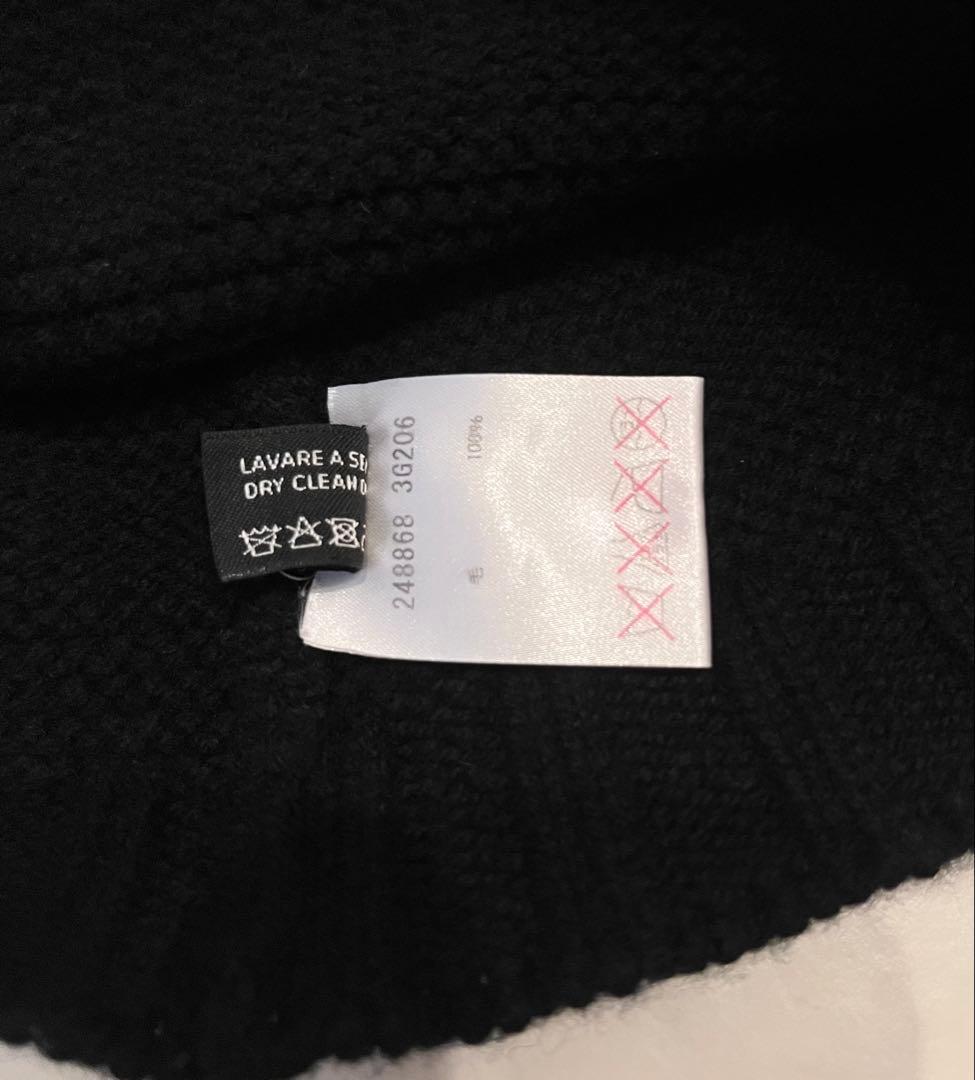 LAVARE A SE
DRY CLEAN O
248868 3G206
毛 100%